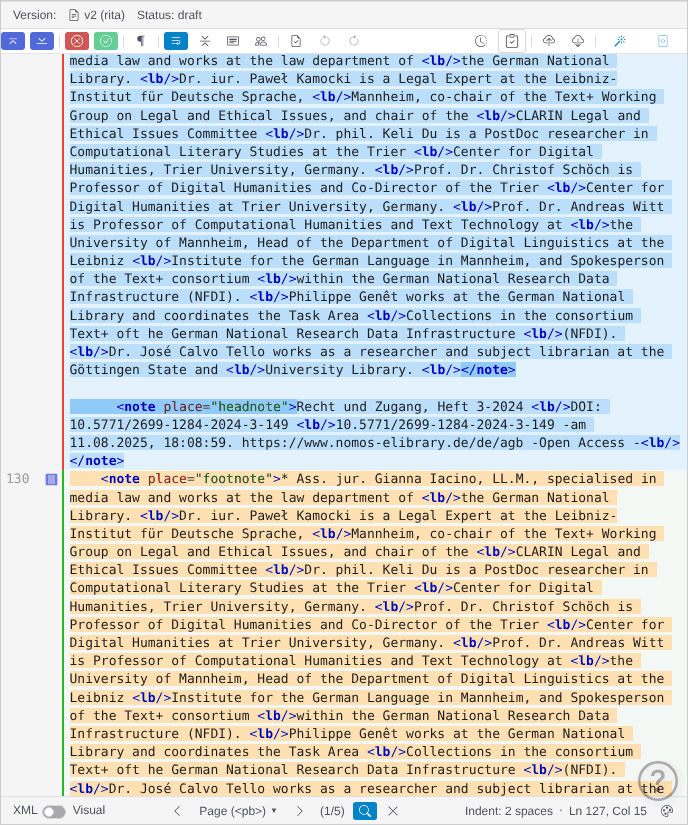 Version: v2 (rita) Status: draft
media law and works at the law department of <lb/>the German National
Library. <lb/>Dr. iur. Paweł Kamocki is a Legal Expert at the Leibniz-
Institut für Deutsche Sprache, <lb/>Mannheim, co-chair of the Text+ Working
Group on Legal and Ethical Issues, and chair of the <lb/>CLARIN Legal and
Ethical Issues Committee <lb/>Dr. phil. Keli Du is a PostDoc researcher in
Computational Literary Studies at the Trier <lb/>Center for Digital
Humanities, Trier University, Germany. <lb/>Prof. Dr. Christof Schöch is
Professor of Digital Humanities and Co-Director of the Trier <lb/>Center for
Digital Humanities at Trier University, Germany. <lb/>Prof. Dr. Andreas Witt
is Professor of Computational Humanities and Text Technology at <lb/>the
University of Mannheim, Head of the Department of Digital Linguistics at the
Leibniz <lb/>Institute for the German Language in Mannheim, and Spokesperson
of the Text+ consortium <lb/>within the German National Research Data
Infrastructure (NFDI). <lb/>Philippe Genêt works at the German National
Library and coordinates the Task Area <lb/>Collections in the consortium
Text+ oft he German National Research Data Infrastructure <lb/>(NFDI).
<lb/>Dr. José Calvo Tello works as a researcher and subject librarian at the
Göttingen State and <lb/>University Library. <lb/></note>
<note place="headnote">Recht und Zugang, Heft 3-2024 <lb/>DOI:
10.5771/2699-1284-2024-3-149 <lb/>10.5771/2699-1284-2024-3-149 -am
11.08.2025, 18:08:59. https://www.nomos-elibrary.de/de/agb -Open Access -<lb/>
</note>
130 <note place="footnote">* Ass. jur. Gianna Iacino, LL.M., specialised in
media law and works at the law department of <lb/>the German National
Library. <lb/>Dr. iur. Paweł Kamocki is a Legal Expert at the Leibniz-
Institut für Deutsche Sprache, <lb/>Mannheim, co-chair of the Text+ Working
Group on Legal and Ethical Issues, and chair of the <lb/>CLARIN Legal and
Ethical Issues Committee <lb/>Dr. phil. Keli Du is a PostDoc researcher in
Computational Literary Studies at the Trier <lb/>Center for Digital
Humanities, Trier University, Germany. <lb/>Prof. Dr. Christof Schöch is
Professor of Digital Humanities and Co-Director of the Trier <lb/>Center for
Digital Humanities at Trier University, Germany. <lb/>Prof. Dr. Andreas Witt
is Professor of Computational Humanities and Text Technology at <lb/>the
University of Mannheim, Head of the Department of Digital Linguistics at the
Leibniz <lb/>Institute for the German Language in Mannheim, and Spokesperson
of the Text+ consortium <lb/>within the German National Research Data
Infrastructure (NFDI). <lb/>Philippe Genêt works at the German National
Library and coordinates the Task Area <lb/>Collections in the consortium
Text+ oft he German National Research Data Infrastructure <lb/>(NFDI).
<lb/>Dr. José Calvo Tello works as a researcher and subject librarian at the
?
XML Visual Page (<pb>) (1/5) Indent: 2 spaces · Ln 127, Col 15